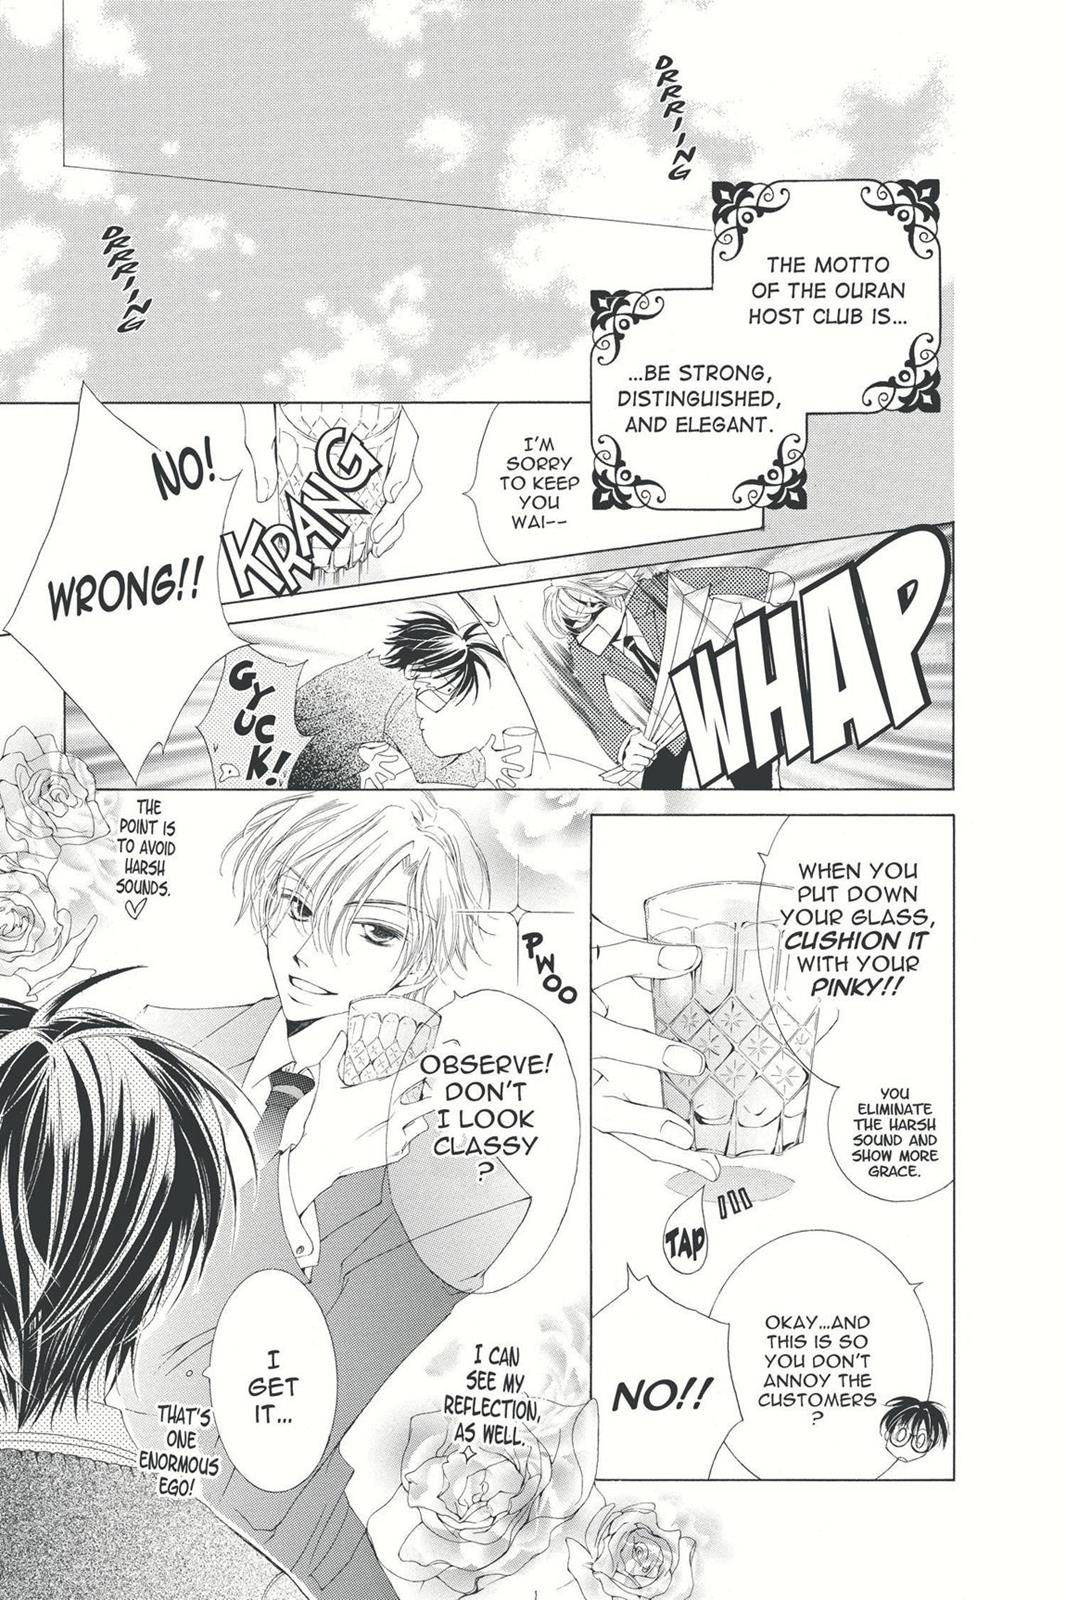 DRRRIING
THE MOTTO
OF THE OURAN
HOST CLUB IS...
...BE STRONG,
DISTINGUISHED,
AND ELEGANT.
DRRRIING
I'M
SORRY
TO KEEP
YOU
WAI--
KRANG
NO!
WRONG!!
WHAP
GYUCK!
WHEN YOU
PUT DOWN
YOUR GLASS,
CUSHION IT
WITH YOUR
PINKY!!
YOU
ELIMINATE
THE HARSH
SOUND AND
SHOW MORE
GRACE.
TAP
OKAY...AND
THIS IS SO
YOU DON'T
ANNOY THE
CUSTOMERS
?
NO!!
PWOO
THE
POINT IS
TO AVOID
HARSH
SOUNDS.
♡
OBSERVE!
DON'T
I LOOK
CLASSY
?
I CAN
SEE MY
REFLECTION,
AS WELL.
I
GET
IT...
THAT'S
ONE
ENORMOUS
EGO!